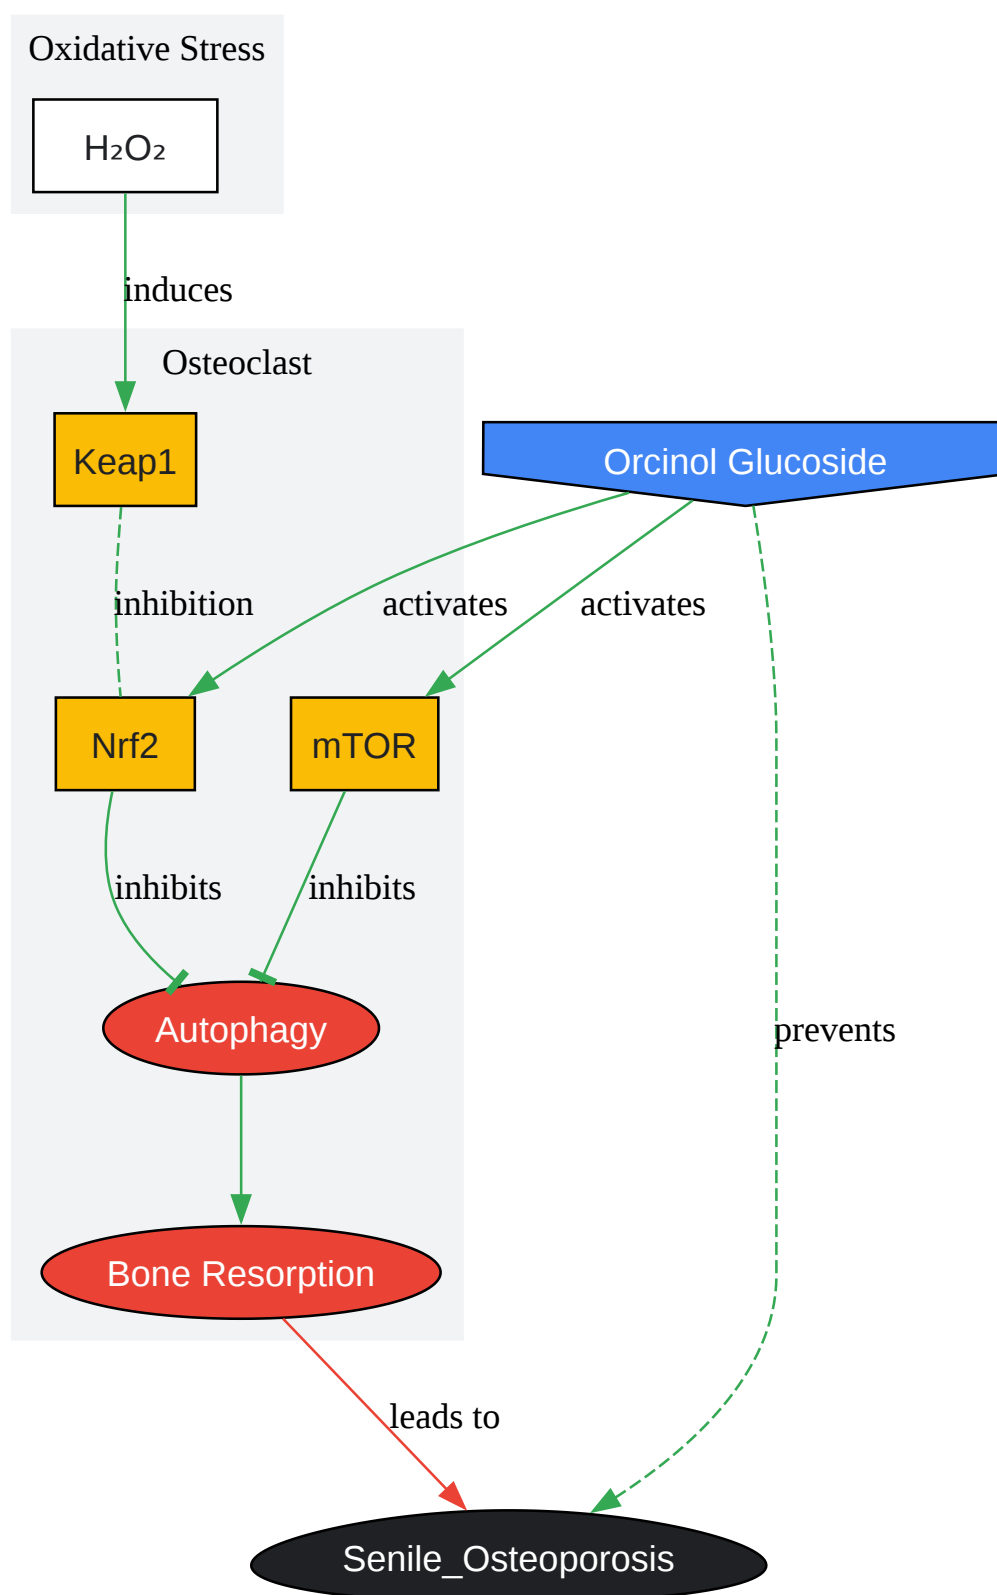 Oxidative Stress
H₂O₂
induces
Osteoclast
Keap1
Orcinol Glucoside
inhibition
activates
activates
Nrf2
mTOR
inhibits
inhibits
Autophagy
prevents
Bone Resorption
leads to
Senile_Osteoporosis